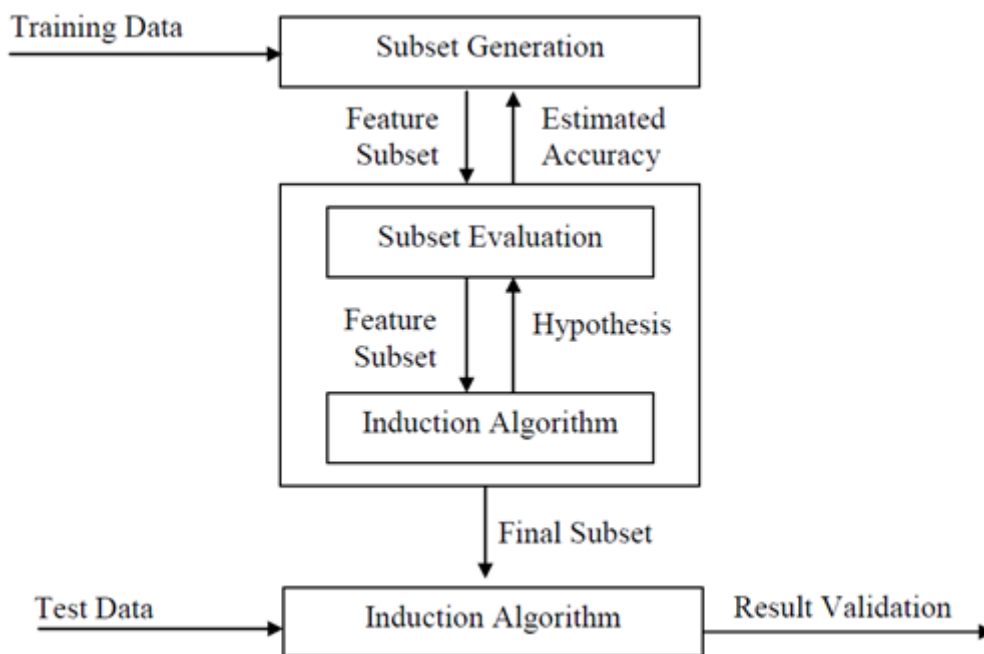 Training Data
Subset Generation
Feature
Subset
Estimated
Accuracy
Subset Evaluation
Feature
Subset
Hypothesis
Induction Algorithm
Final Subset
Test Data
Induction Algorithm
Result Validation